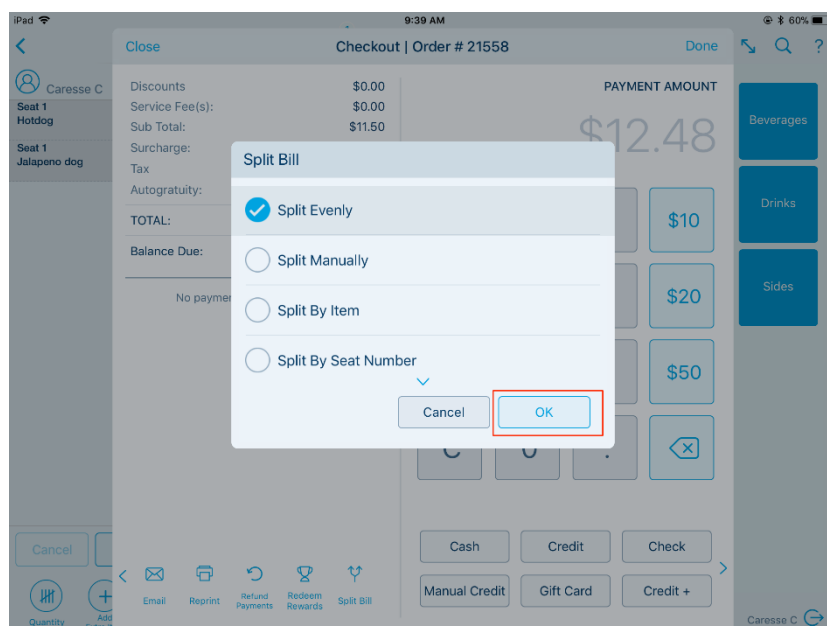 iPad 9:39 AM 60%
Close Checkout | Order # 21558 Done ?
Caresse C
Seat 1
Hotdog
Seat 1
Jalapeno dog
Discounts $0.00
Service Fee(s): $0.00
Sub Total: $11.50
Surcharge:
Tax
Autogratuity:
TOTAL:
Balance Due:
PAYMENT AMOUNT
$12.48
Split Bill
Split Evenly
Split Manually
Split By Item
Split By Seat Number
Cancel OK
$10
$20
$50
C 0 .
Beverages
Drinks
Sides
Cash Credit Check
Manual Credit Gift Card Credit +
Cancel
Quantity Add
Email Reprint Refund Payments Redeem Rewards Split Bill
Caresse C